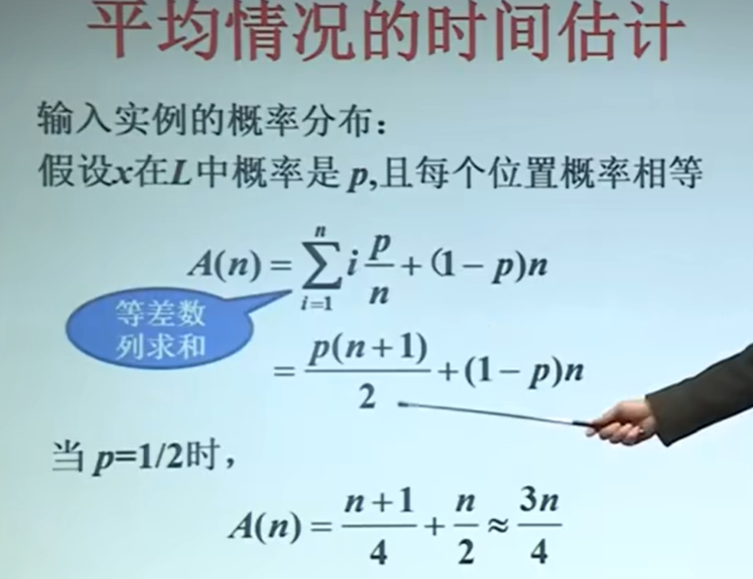 平均情况的时间估计
输入实例的概率分布：
假设x在L中概率是 p,且每个位置概率相等
A(n) = \sum_{i=1}^{n} i \frac{p}{n} + (1 − p)n
等差数
列求和
= \frac{p(n+1)}{2} + (1 − p)n
当 p=1/2时，
A(n) = \frac{n+1}{4} + \frac{n}{2} ≈ \frac{3n}{4}